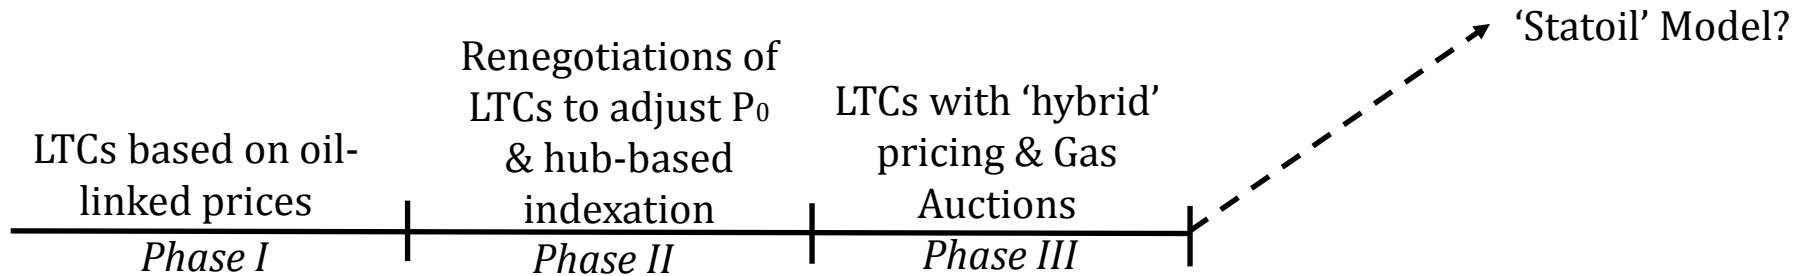 LTCs based on oil-
linked prices
Phase I
Renegotiations of
LTCs to adjust P₀
& hub-based
indexation
Phase II
LTCs with ‘hybrid’
pricing & Gas
Auctions
Phase III
‘Statoil’ Model?